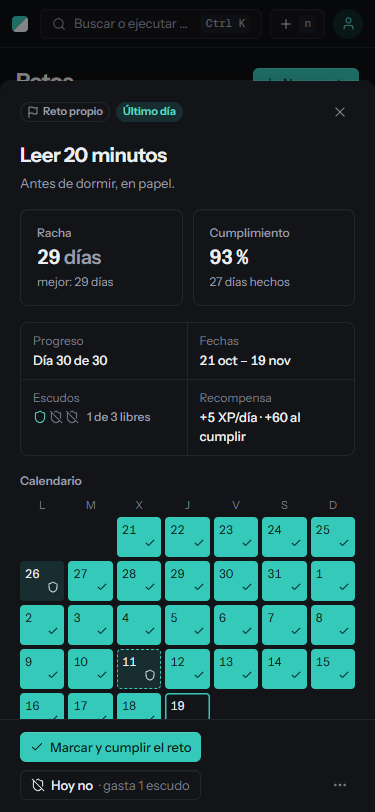 Buscar o ejecutar ...
Ctrl K
n
Reto propio
Último día
Leer 20 minutos
Antes de dormir, en papel.
Racha
29 días
mejor: 29 días
Cumplimiento
93 %
27 días hechos
Progreso
Día 30 de 30
Fechas
21 oct – 19 nov
Escudos
1 de 3 libres
Recompensa
+5 XP/día · +60 al
cumplir
Calendario
L M X J V S D
21 22 23 24 25
26 27 28 29 30 31 1
2 3 4 5 6 7 8
9 10 11 12 13 14 15
16 17 18 19
Marcar y cumplir el reto
Hoy no · gasta 1 escudo